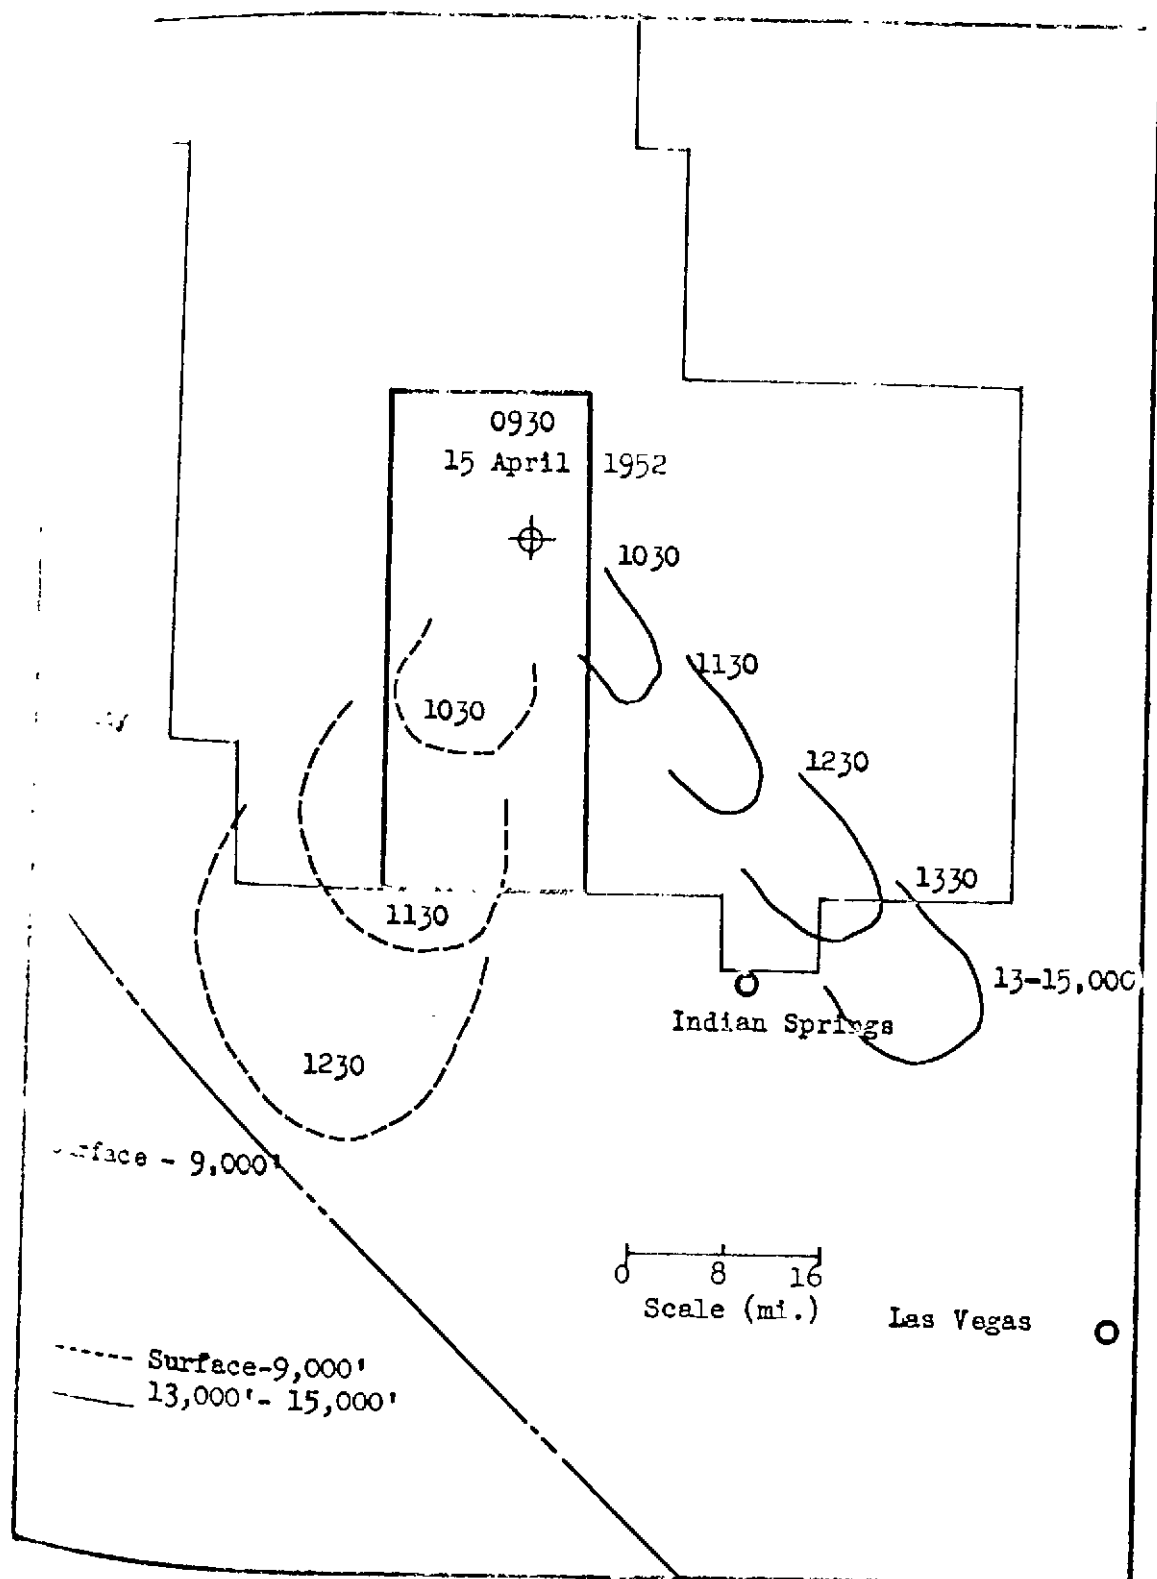 0930
15 April 1952
1030
1130
1030
1230
1330
1130
13-15,000
Indian Springs
1230
- 9,000'
0 8 16
Scale (mi.)
Las Vegas
Surface-9,000'
13,000'- 15,000'